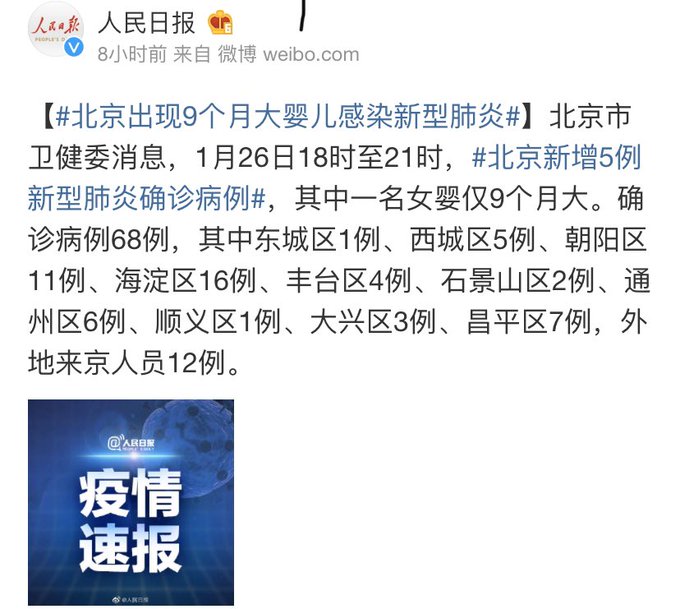 人民日报
人民日报
PEOPLE'S D
8小时前 来自 微博 weibo.com
【#北京出现9个月大婴儿感染新型肺炎#】北京市
卫健委消息，1月26日18时至21时，#北京新增5例
新型肺炎确诊病例#，其中一名女婴仅9个月大。确
诊病例68例，其中东城区1例、西城区5例、朝阳区
11例、海淀区16例、丰台区4例、石景山区2例、通
州区6例、顺义区1例、大兴区3例、昌平区7例，外
地来京人员12例。
@人民日报
PEOPLE'S DAILY
疫情
速报
@人民日报